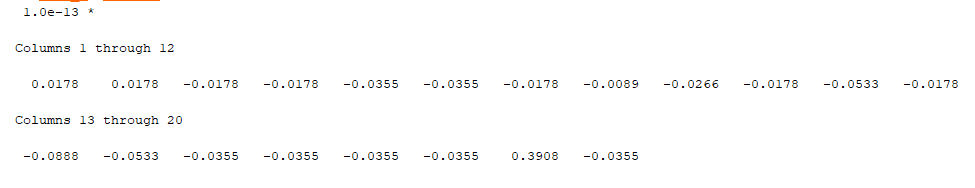 1.0e-13 *
Columns 1 through 12
0.0178 0.0178 -0.0178 -0.0178 -0.0355 -0.0355 -0.0178 -0.0089 -0.0266 -0.0178 -0.0533 -0.0178
Columns 13 through 20
-0.0888 -0.0533 -0.0355 -0.0355 -0.0355 -0.0355 0.3908 -0.0355